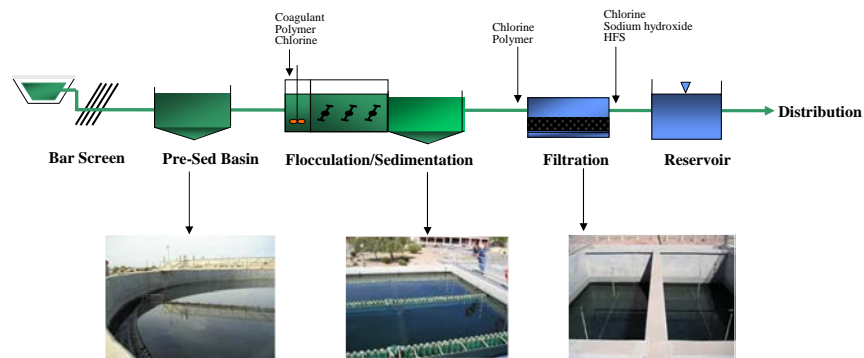 Coagulant
Polymer
Chlorine
Chlorine
Polymer
Chlorine
Sodium hydroxide
HFS
Distribution
Bar Screen
Pre-Sed Basin
Flocculation/Sedimentation
Filtration
Reservoir